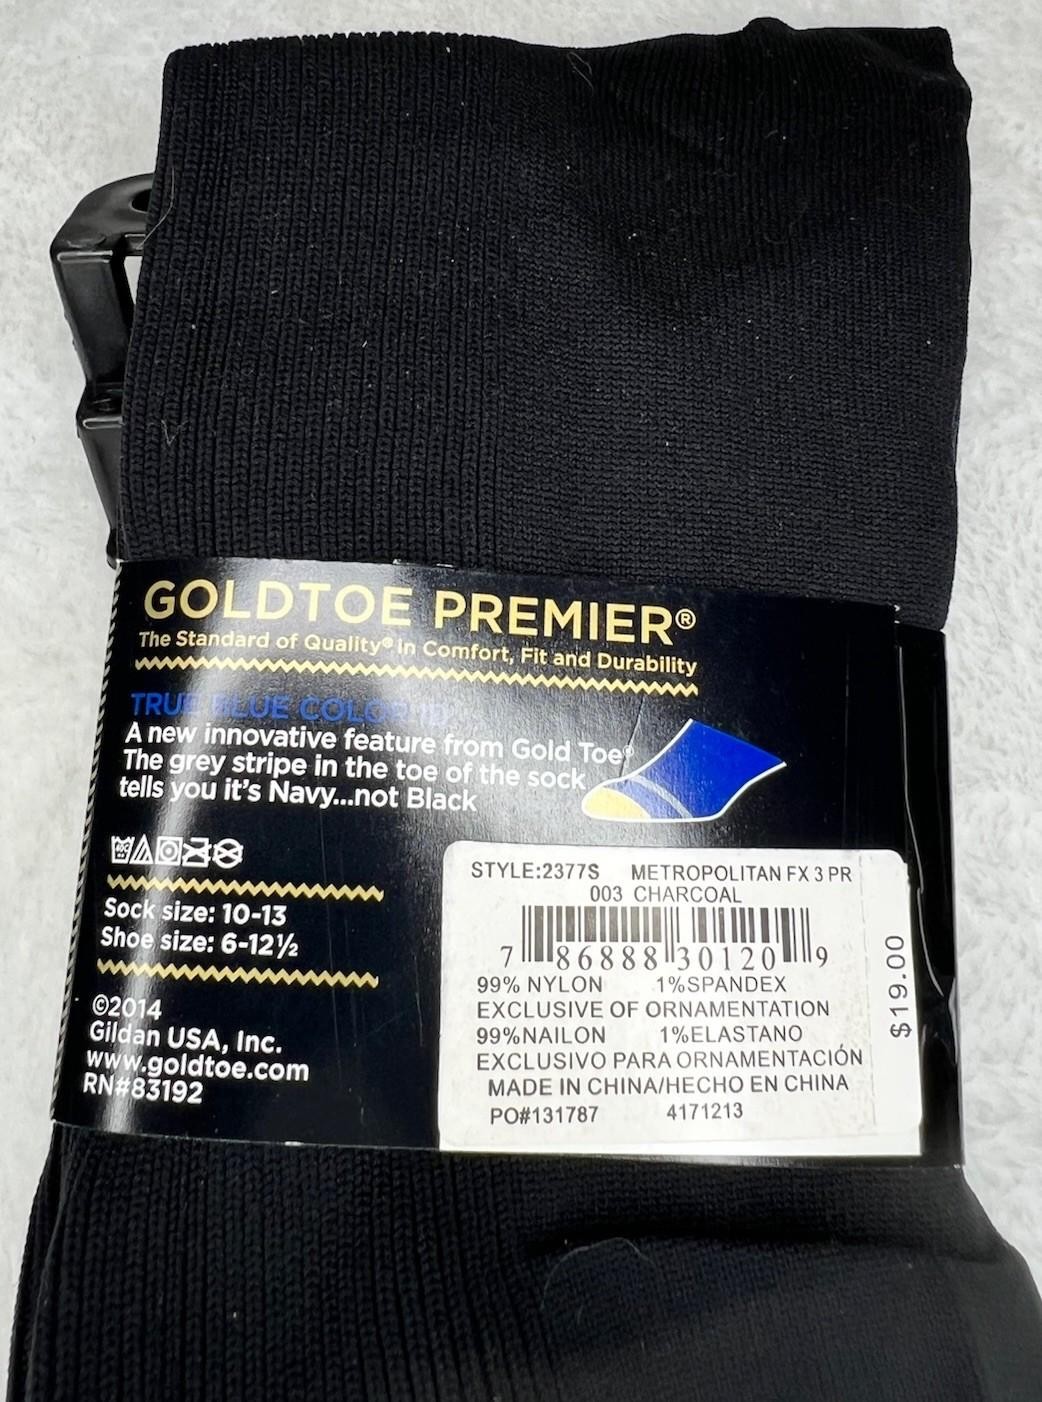 GOLDTOE PREMIER®
The Standard of Quality® in Comfort, Fit and Durability
TRUE BLUE COLOR ID
A new innovative feature from Gold Toe®
The grey stripe in the toe of the sock
tells you it's Navy...not Black
Sock size: 10-13
Shoe size: 6-12½
©2014
Gildan USA, Inc.
www.goldtoe.com
RN#83192
STYLE:2377S METROPOLITAN FX 3 PR
003 CHARCOAL
7 86888 30120 9
99% NYLON 1%SPANDEX
EXCLUSIVE OF ORNAMENTATION
99%NAILON 1%ELASTANO
EXCLUSIVO PARA ORNAMENTACIÓN
MADE IN CHINA/HECHO EN CHINA
PO#131787 4171213
$19.00